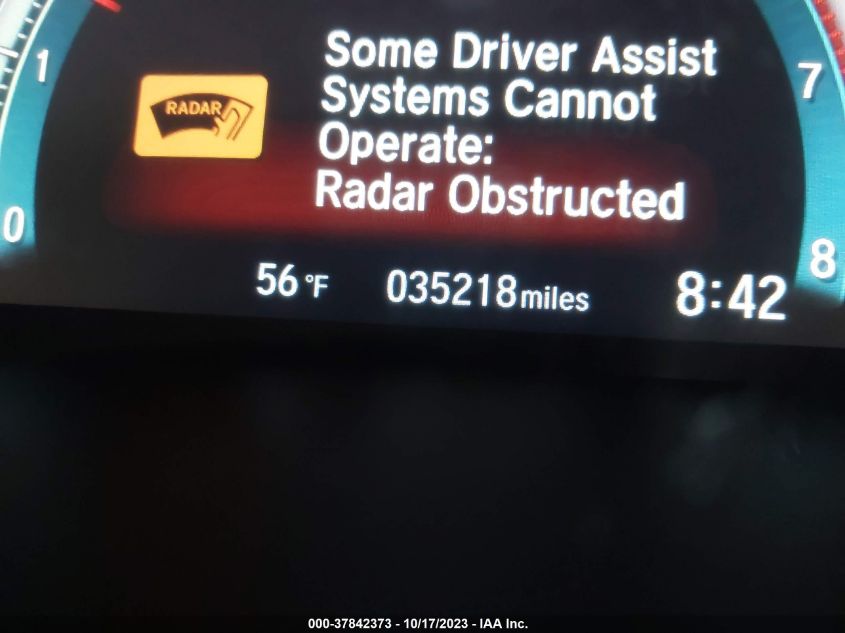 Some Driver Assist
Systems Cannot
Operate:
Radar Obstructed
RADAR
1
0
7
8
56 °F 035218 miles 8:42
000-37842373 - 10/17/2023 - IAA Inc.